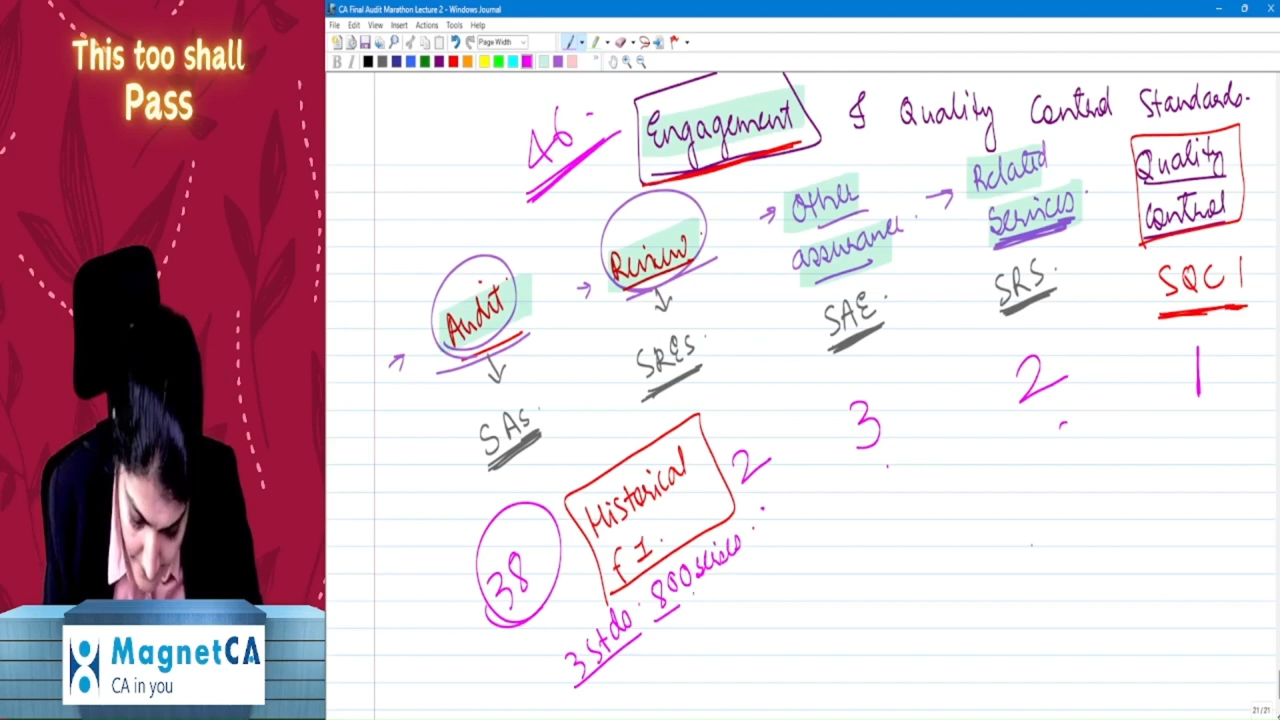 This too shall
Pass
MagnetCA
CA in you
CA Final Audit Marathon Lecture 2 - Windows Journal
File Edit View Insert Actions Tools Help
Page Width
B I
46.
Engagement & Quality Control Standards.
Audit
SAs.
38
Review
SREs.
Historical
f I.
3 Stds. 800 series
2
Other
assurance
SAE.
3
Related
Services
SRS.
2
Quality
Control
SQC 1
1
21 / 21